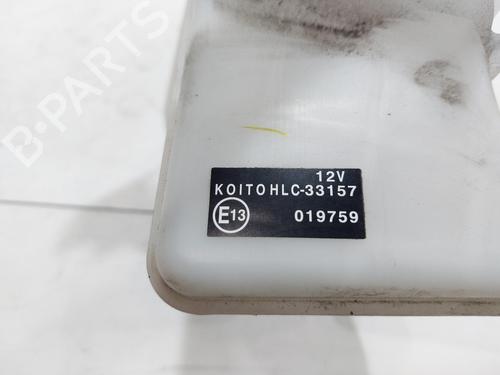 B-PARTS
12V
KOITO HLC-33157
E13
019759